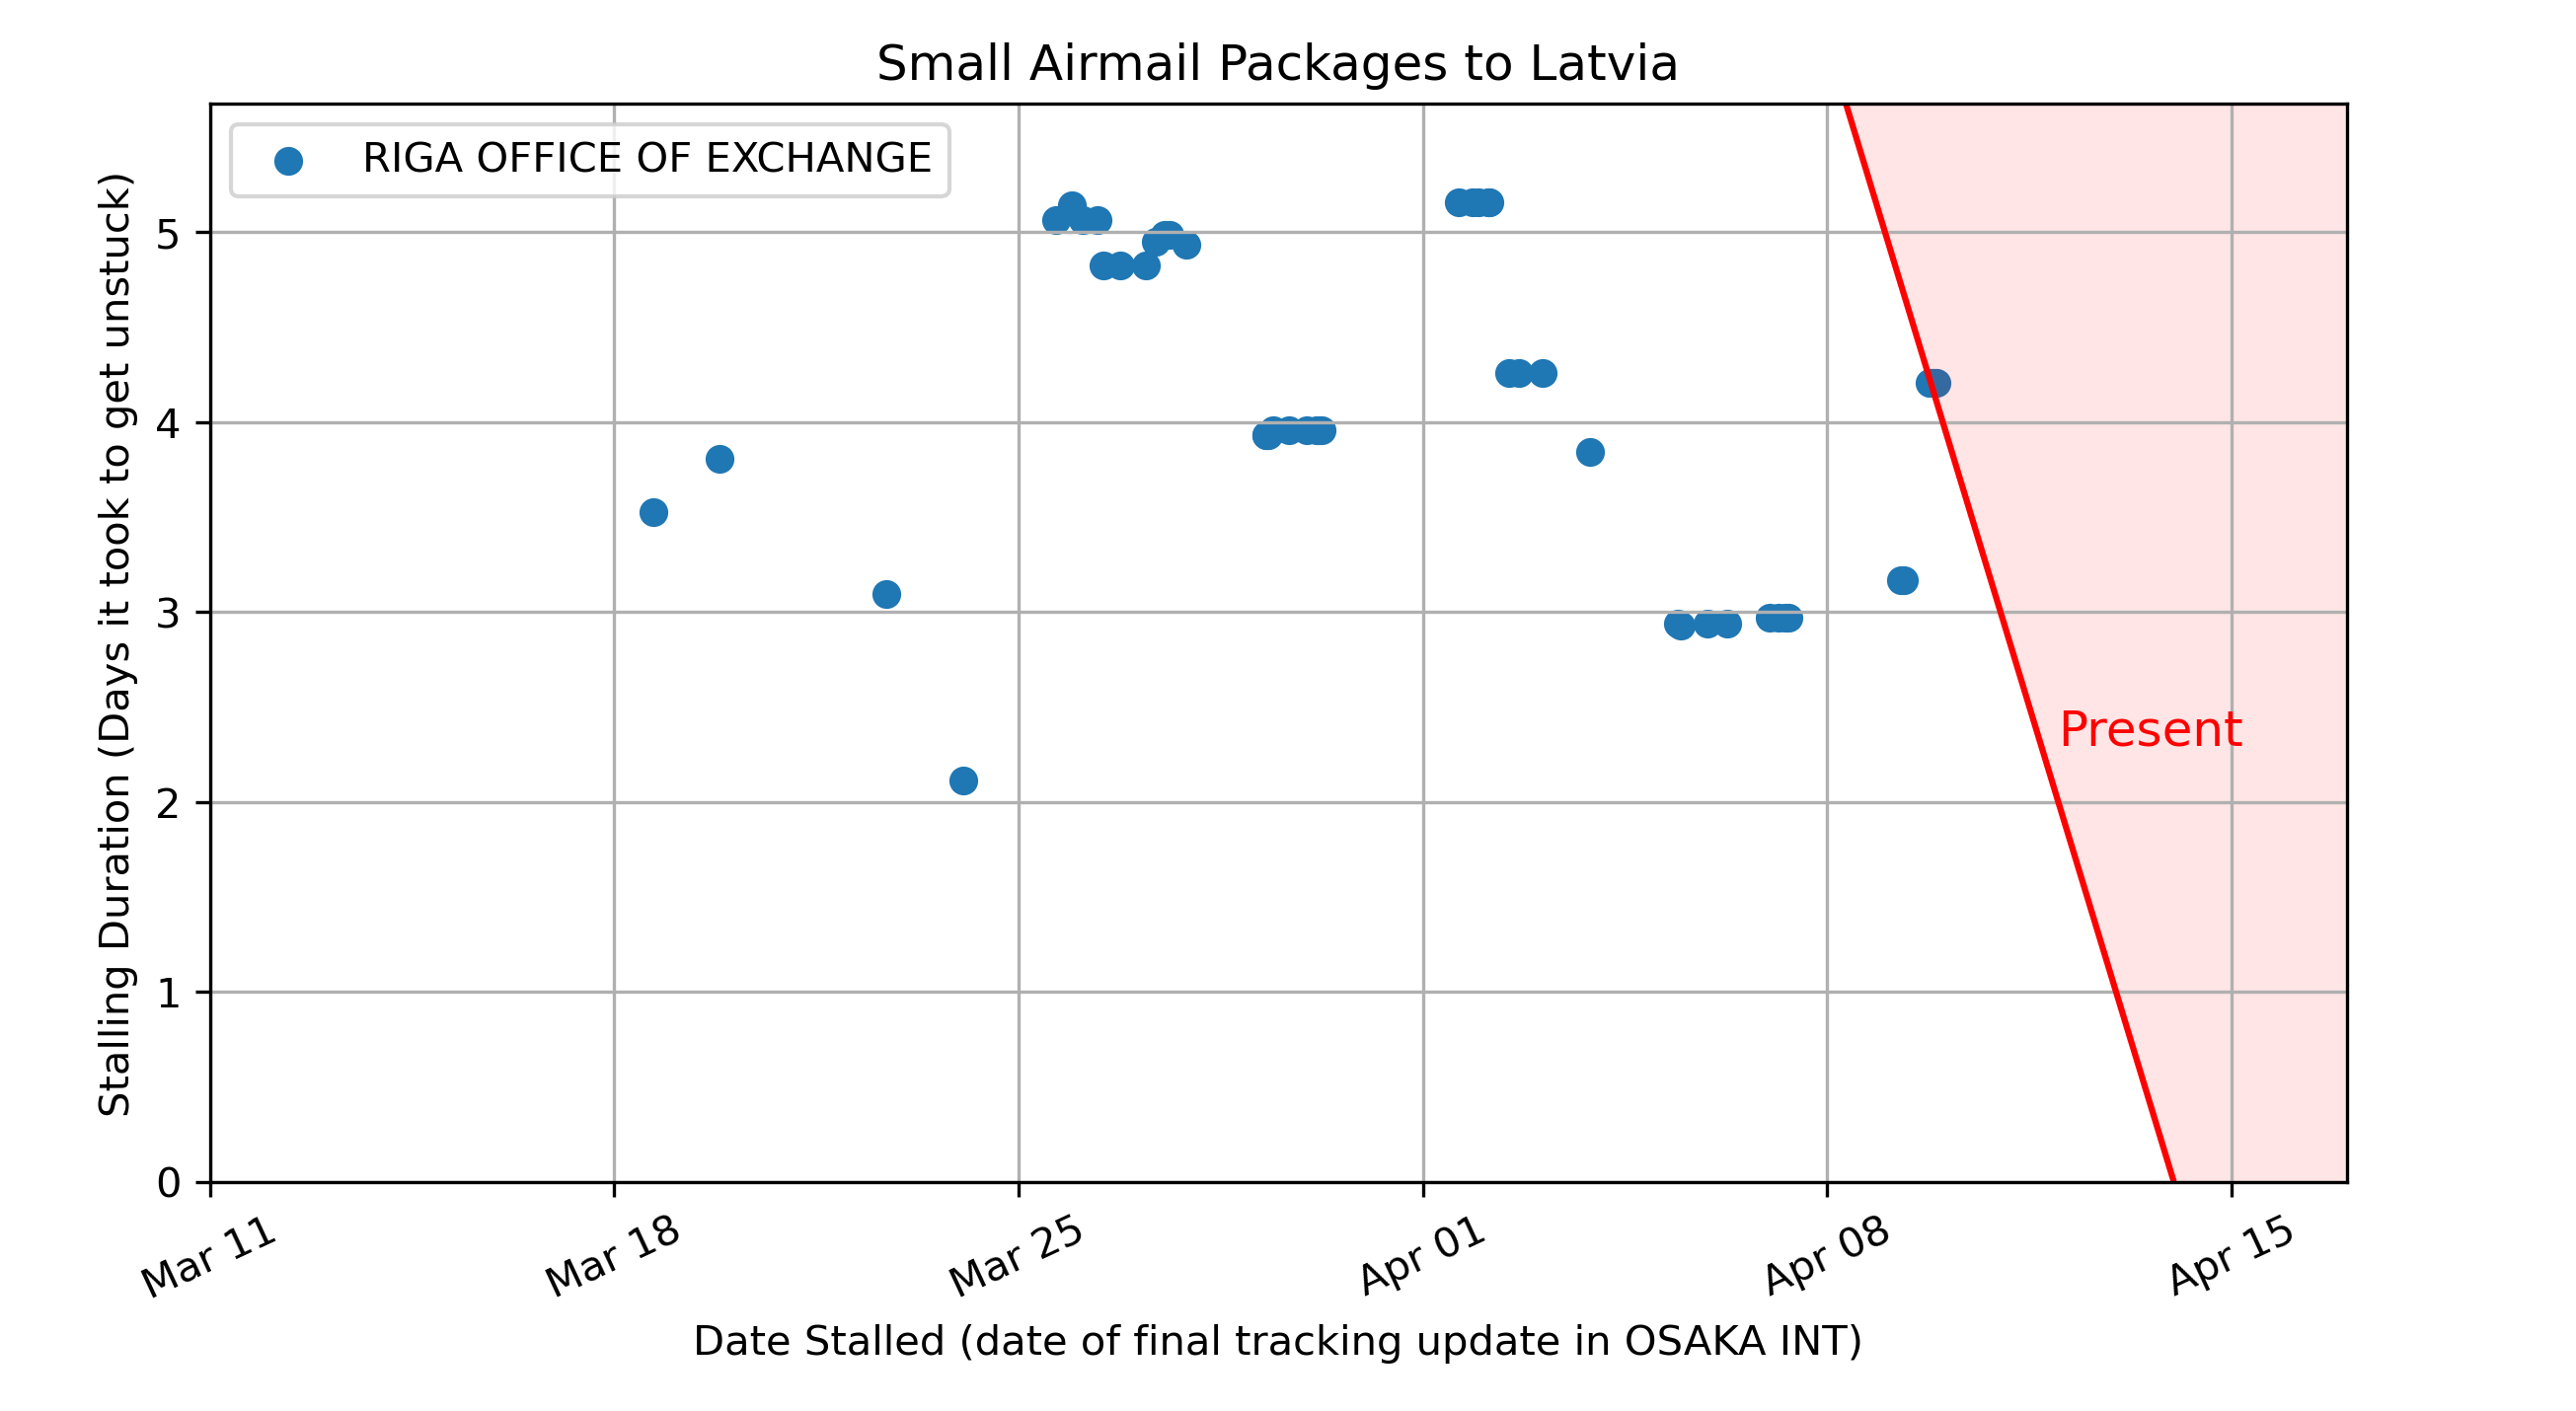 Small Airmail Packages to Latvia
RIGA OFFICE OF EXCHANGE
Stalling Duration (Days it took to get unstuck)
5
4
3
2
1
0
Present
Mar 11
Mar 18
Mar 25
Apr 01
Apr 08
Apr 15
Date Stalled (date of final tracking update in OSAKA INT)